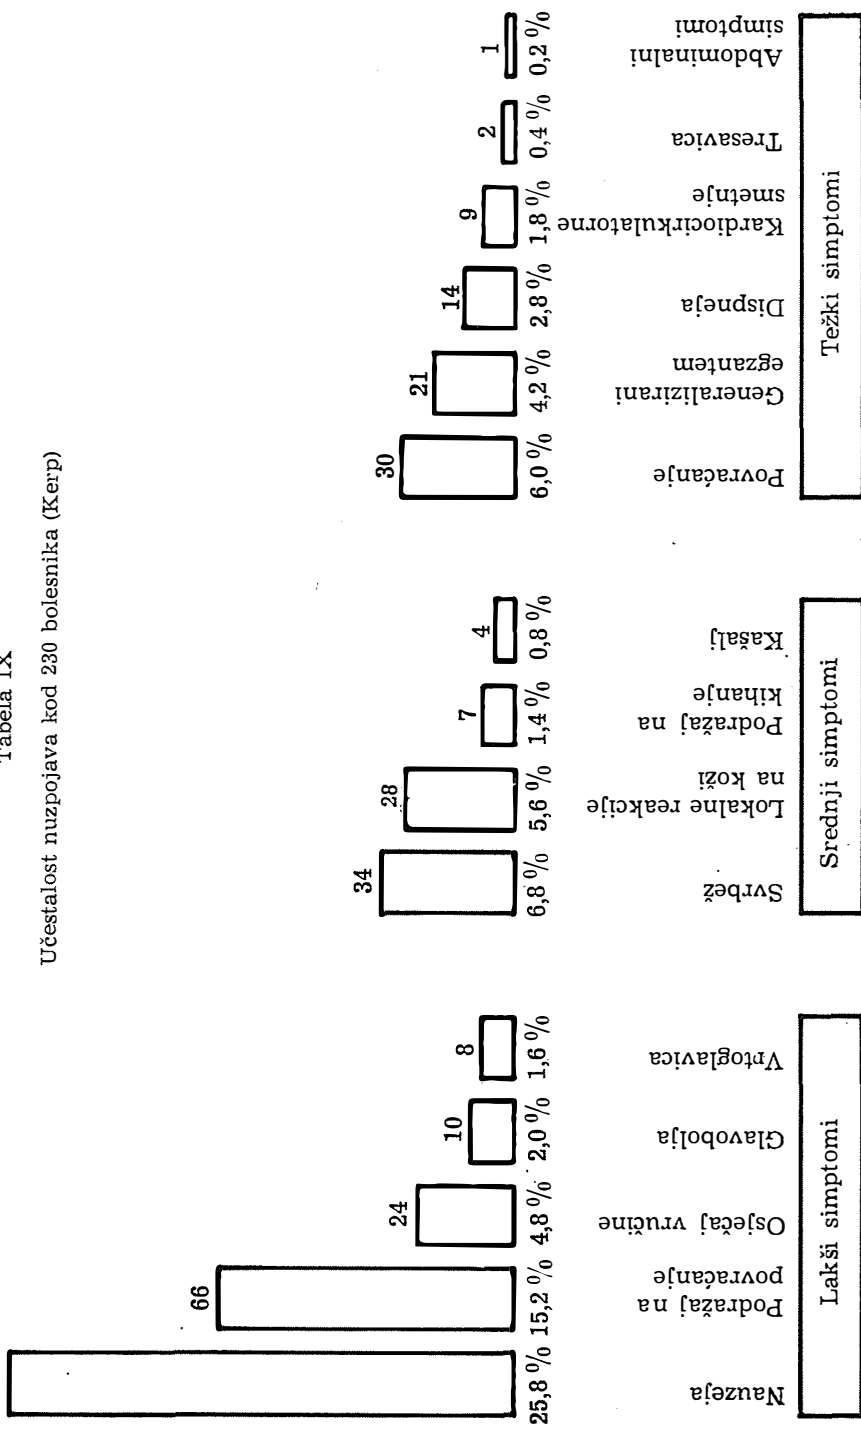 Tabela IX
Učestalost nuzpojava kod 230 bolesnika (Kerp)
25,8 %
Nauzeja
66
15,2 %
Podražaj na
povraćanje
24
4,8 %
Osjećaj vrućine
10
2,0 %
Glavobolja
8
1,6 %
Vrtoglavica
Lakši simptomi
34
6,8 %
Svrbež
28
5,6 %
Lokalne reakcije
na koži
7
1,4 %
Podražaj na
kihanje
4
0,8 %
Kašalj
Srednji simptomi
30
6,0 %
Povraćanje
21
4,2 %
Generalizirani
egzantem
14
2,8 %
Dispneja
9
1,8 %
Kardiocirkulatorne
smetnje
2
0,4 %
Tresavica
1
0,2 %
Abdominalni
simptomi
Težki simptomi